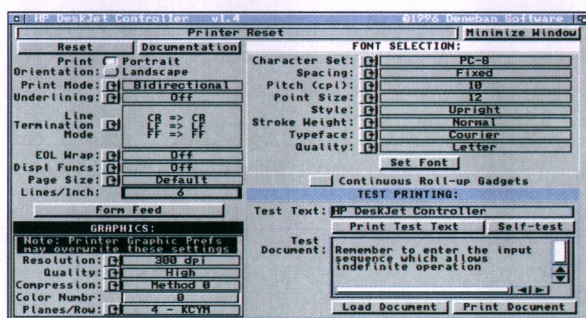 HP DeskJet Controller v1.4 ©1996 Deneban Software
Printer Reset
Minimize Window
Reset
Documentation
Print Orientation:
Portrait
Landscape
Print Mode: Bidirectional
Underlining: Off
Line Termination Mode
CR => CR
LF => LF
FF => FF
EOL Wrap: Off
Displ Funcs: Off
Page Size: Default
Lines/Inch: 6
Form Feed
GRAPHICS:
Note: Printer Graphic Prefs
may overwrite these settings
Resolution: 300 dpi
Quality: High
Compression: Method 0
Color Numbr: 0
Planes/Row: 4 - KCYM
FONT SELECTION:
Character Set: PC-8
Spacing: Fixed
Pitch (cpi): 10
Point Size: 12
Style: Upright
Stroke Weight: Normal
Typeface: Courier
Quality: Letter
Set Font
Continuous Roll-up Gadgets
TEST PRINTING:
Test Text: HP DeskJet Controller
Print Test Text
Self-test
Test Document:
Remember to enter the input
sequence which allows
indefinite operation
Load Document
Print Document